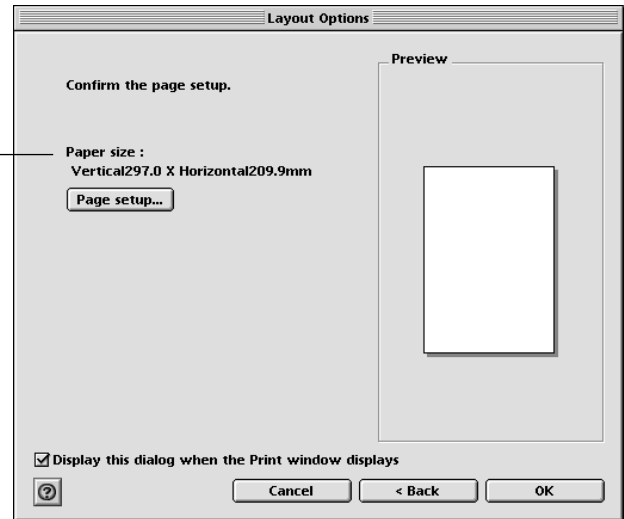 Layout Options
Preview
Confirm the page setup.
Paper size :
Vertical297.0 X Horizontal209.9mm
Page setup...
Display this dialog when the Print window displays
?
Cancel
< Back
OK